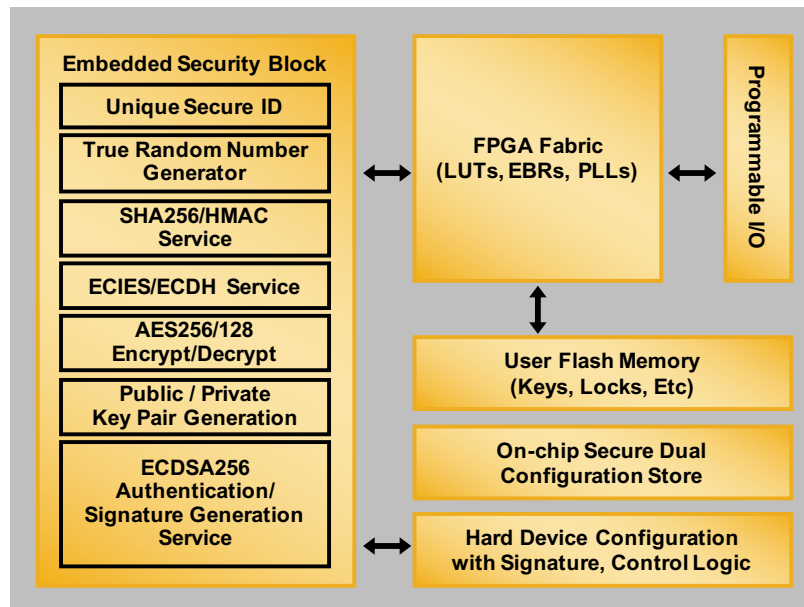 Embedded Security Block
Unique Secure ID
True Random Number
Generator
SHA256/HMAC
Service
ECIES/ECDH Service
AES256/128
Encrypt/Decrypt
Public / Private
Key Pair Generation
ECDSA256
Authentication/
Signature Generation
Service
FPGA Fabric
(LUTs, EBRs, PLLs)
Programmable I/O
User Flash Memory
(Keys, Locks, Etc)
On-chip Secure Dual
Configuration Store
Hard Device Configuration
with Signature, Control Logic